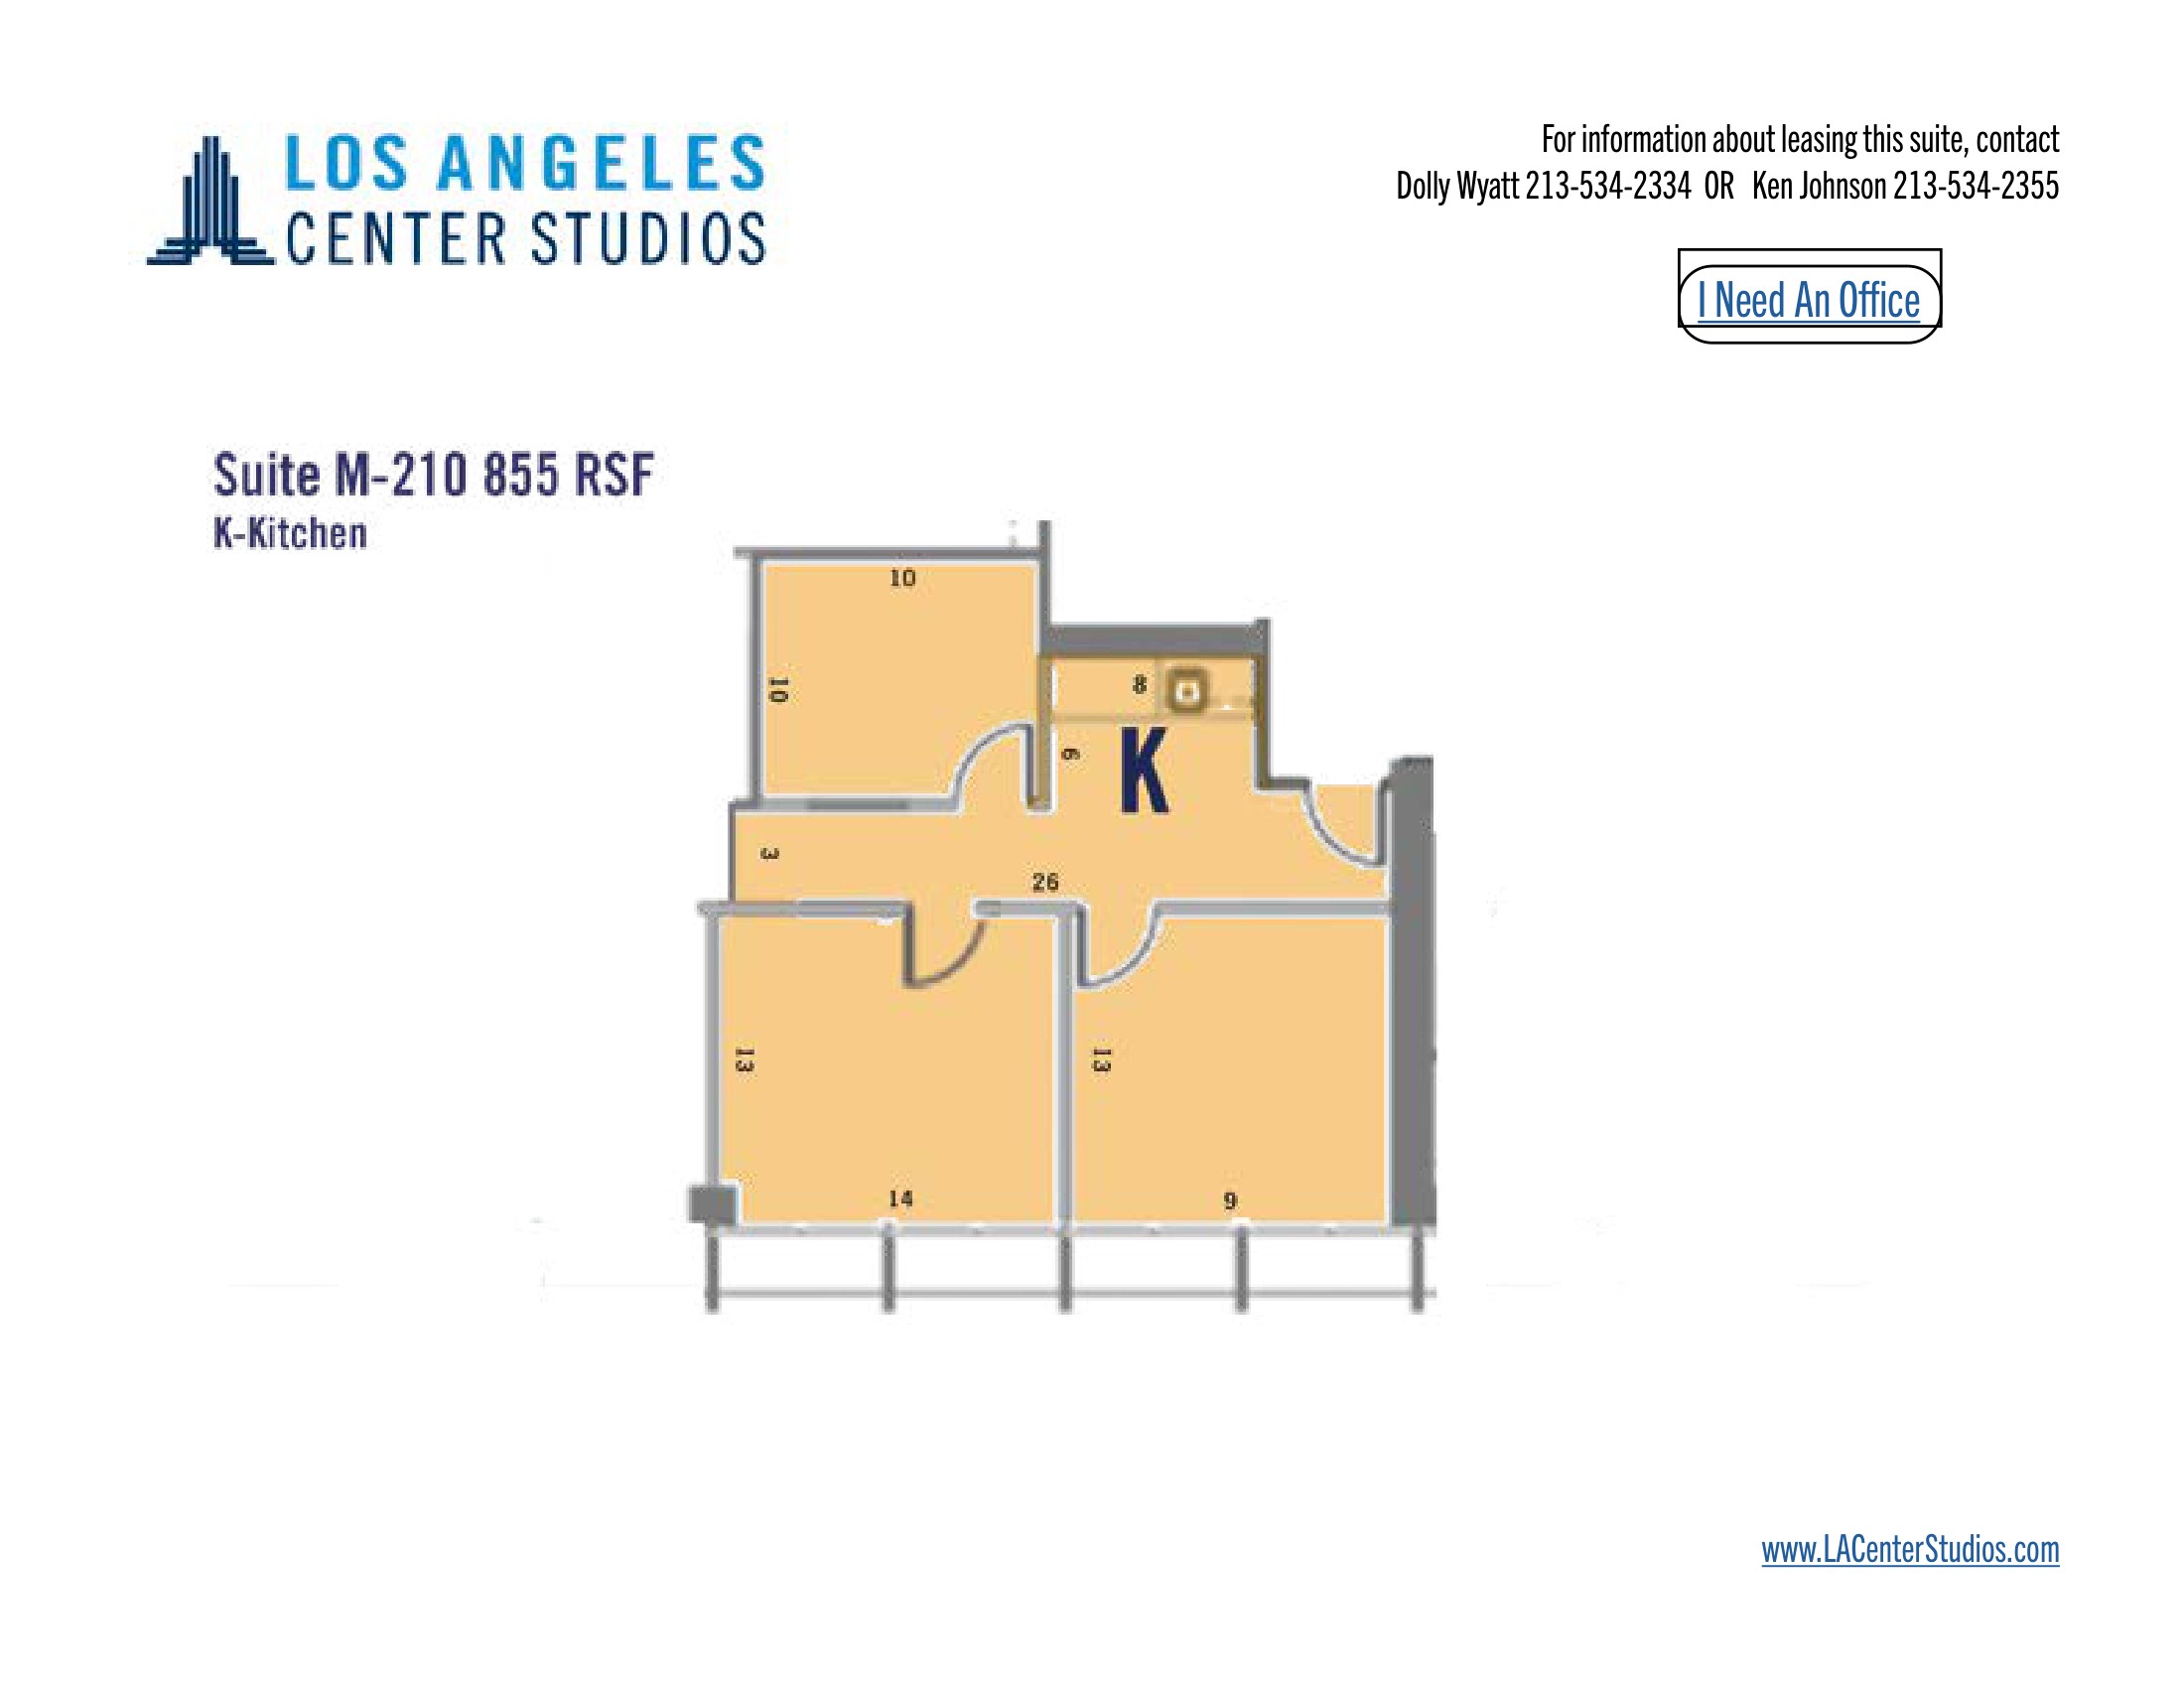 LOS ANGELES
CENTER STUDIOS
For information about leasing this suite, contact
Dolly Wyatt 213-534-2334 OR Ken Johnson 213-534-2355
I Need An Office
Suite M-210 855 RSF
K-Kitchen
10
10
8
6
K
3
26
13
13
14
9
www.LACenterStudios.com